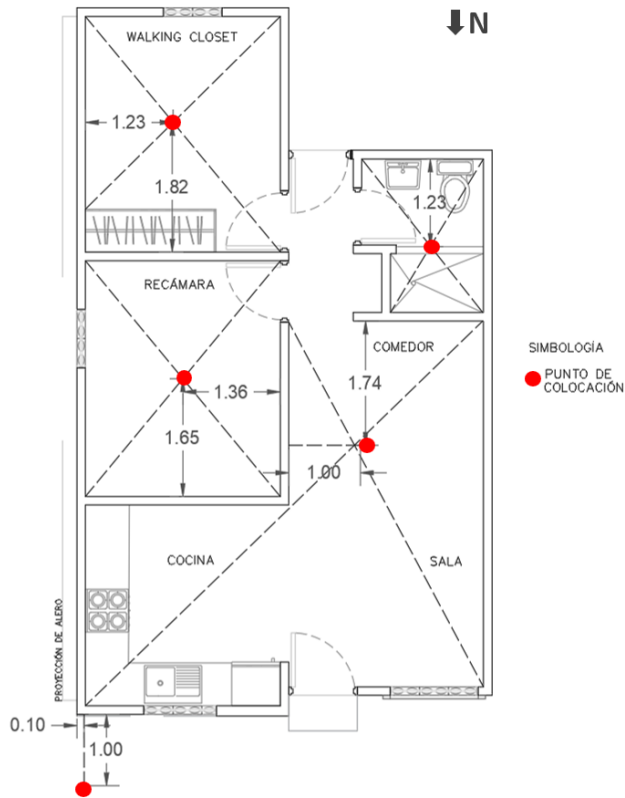 N
WALKING CLOSET
1.23
1.82
1.23
RECÁMARA
COMEDOR
SIMBOLOGÍA
PUNTO DE
COLOCACIÓN
1.36
1.74
1.65
1.00
COCINA
SALA
PROYECCIÓN DE ALERO
0.10
1.00